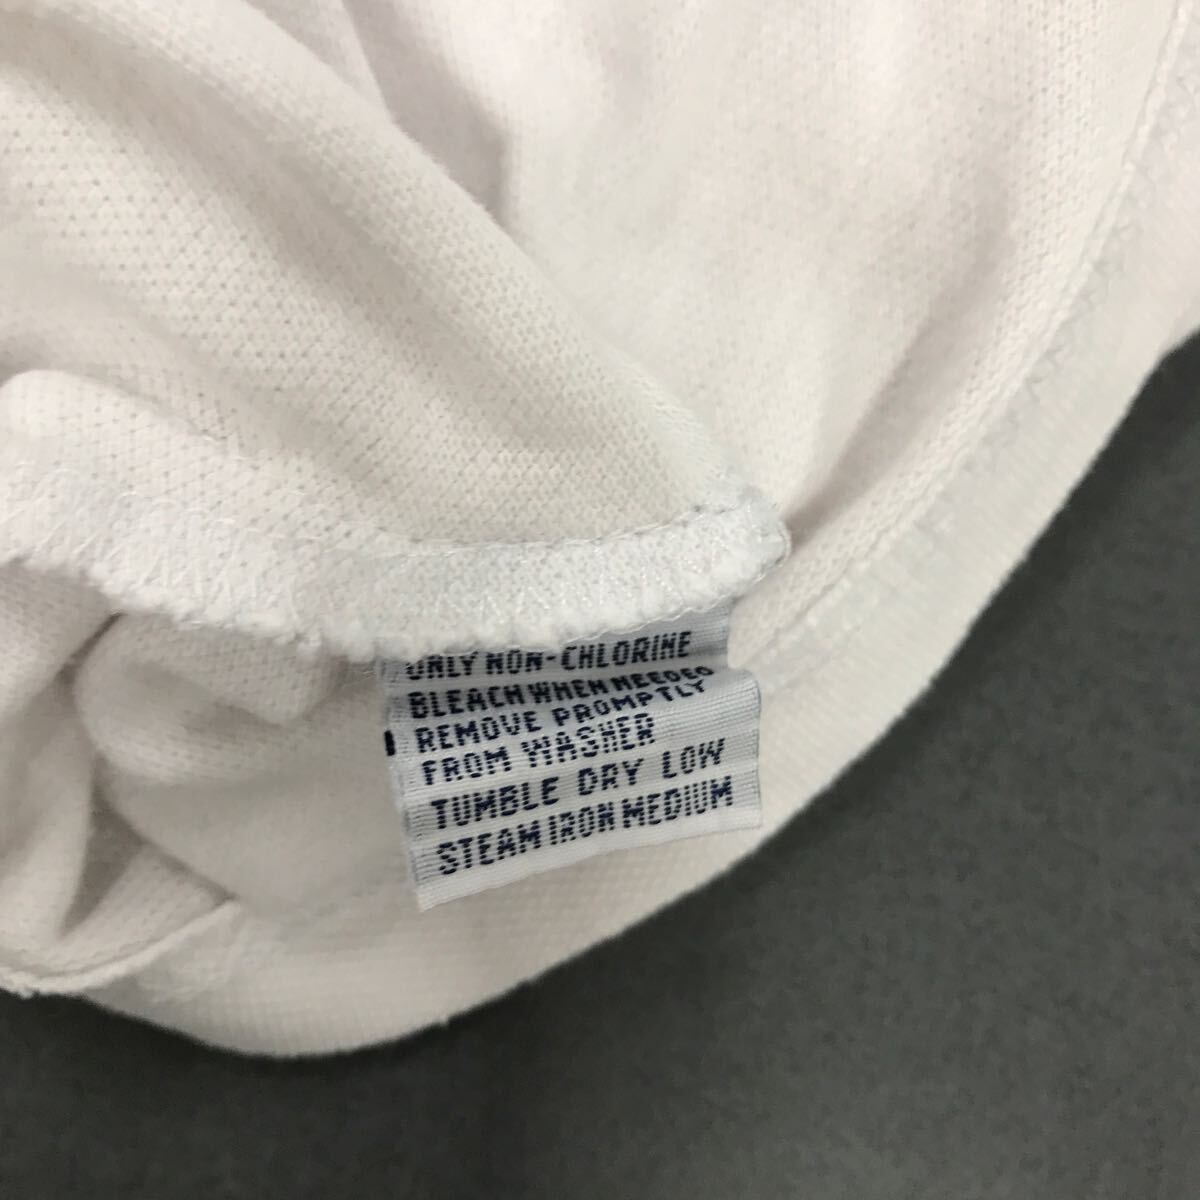 ONLY NON-CHLORINE
BLEACH WHEN NEEDED
REMOVE PROMPTLY
FROM WASHER
TUMBLE DRY LOW
STEAM IRON MEDIUM